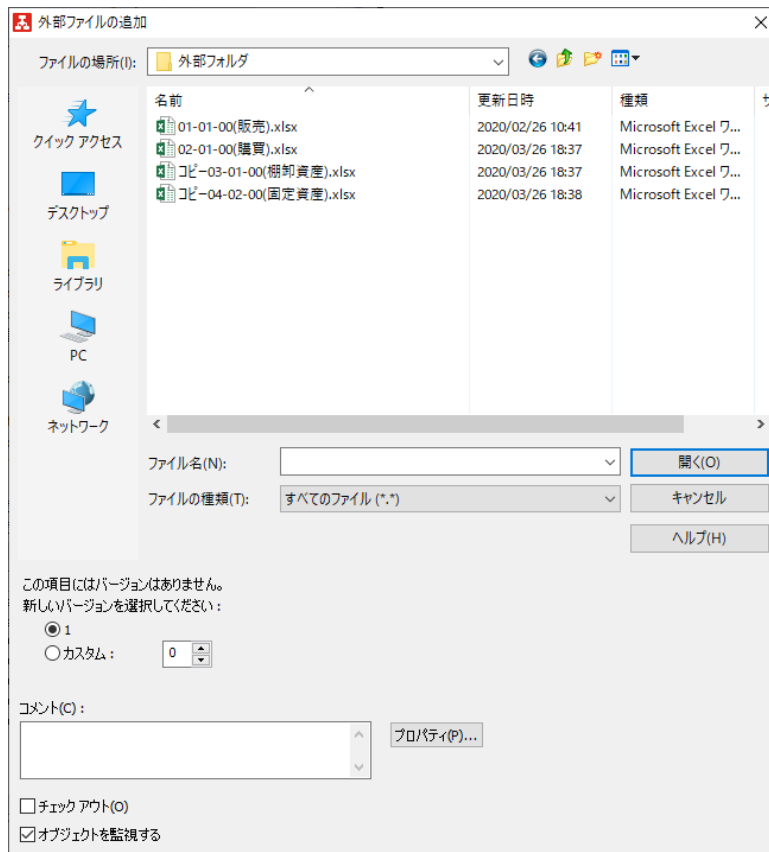 外部ファイルの追加
ファイルの場所(I): 外部フォルダ
名前 更新日時 種類
01-01-00(販売).xlsx 2020/02/26 10:41 Microsoft Excel ワ...
02-01-00(購買).xlsx 2020/03/26 18:37 Microsoft Excel ワ...
コピー03-01-00(棚卸資産).xlsx 2020/03/26 18:37 Microsoft Excel ワ...
コピー04-02-00(固定資産).xlsx 2020/03/26 18:38 Microsoft Excel ワ...
クイック アクセス
デスクトップ
ライブラリ
PC
ネットワーク
ファイル名(N): 開く(O)
ファイルの種類(T): すべてのファイル (*.*) キャンセル
ヘルプ(H)
この項目にはバージョンはありません。
新しいバージョンを選択してください:
1
カスタム: 0
コメント(C):
プロパティ(P)...
チェック アウト(O)
オブジェクトを監視する